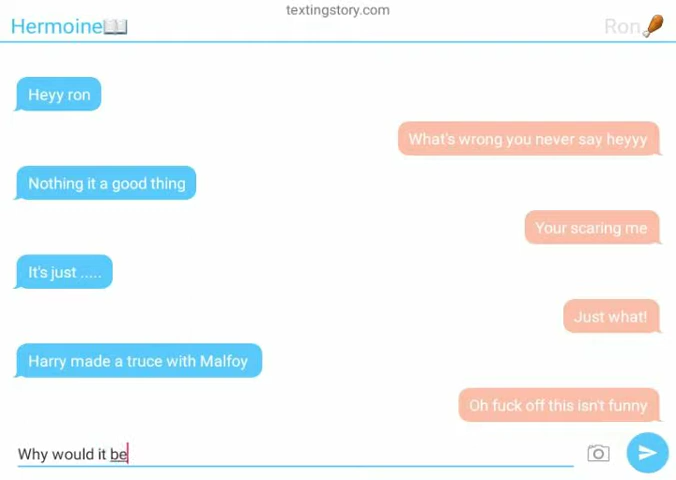 textingstory.com
Hermoine📖
Ron🍗
Heyy ron
What's wrong you never say heyyy
Nothing it a good thing
Your scaring me
It's just .....
Just what!
Harry made a truce with Malfoy
Oh fuck off this isn't funny
Why would it be